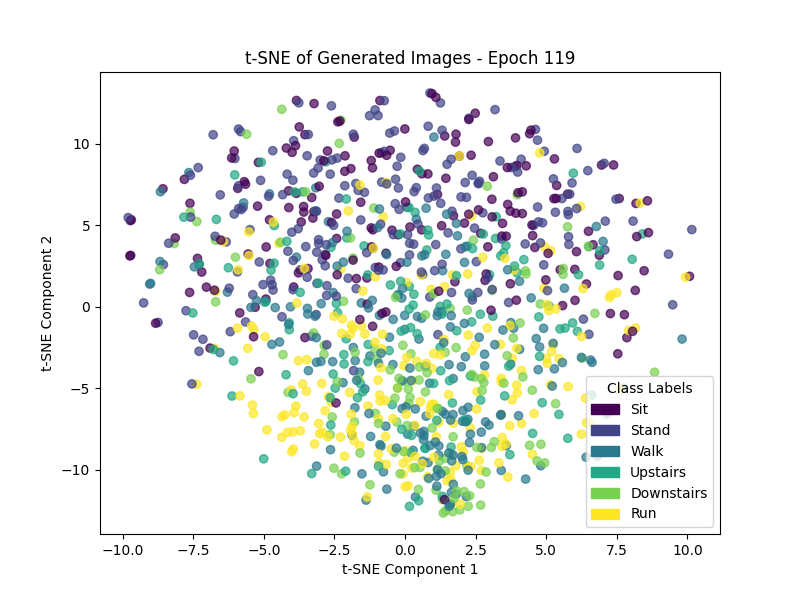 t-SNE of Generated Images - Epoch 119
10
5
0
−5
−10
t-SNE Component 2
−10.0
−7.5
−5.0
−2.5
0.0
2.5
5.0
7.5
10.0
t-SNE Component 1
Class Labels
Sit
Stand
Walk
Upstairs
Downstairs
Run